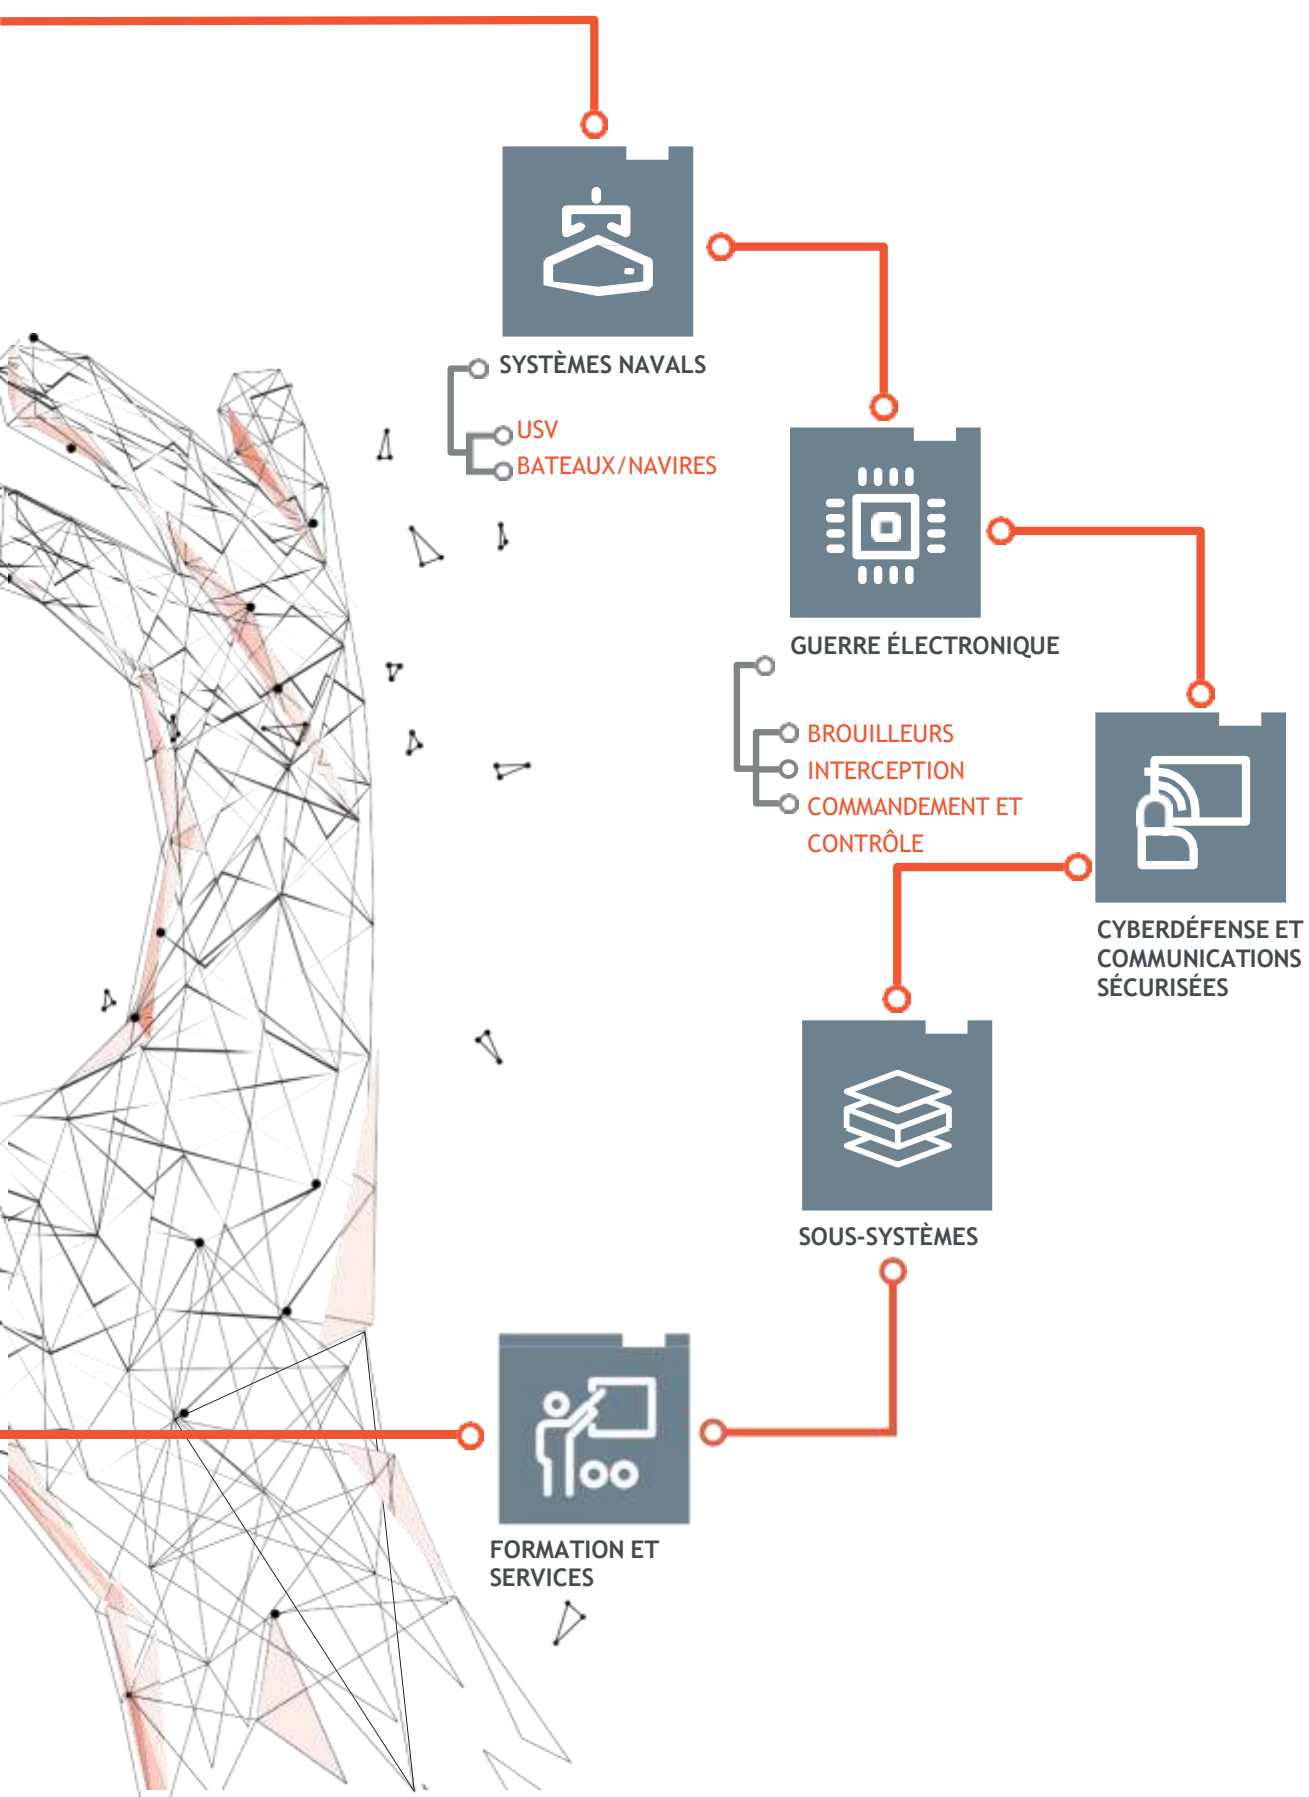 SYSTÈMES NAVALS
USV
BATEAUX/NAVIRES
GUERRE ÉLECTRONIQUE
BROUILLEURS
INTERCEPTION
COMMANDEMENT ET
CONTRÔLE
CYBERDÉFENSE ET
COMMUNICATIONS
SÉCURISÉES
SOUS-SYSTÈMES
FORMATION ET
SERVICES